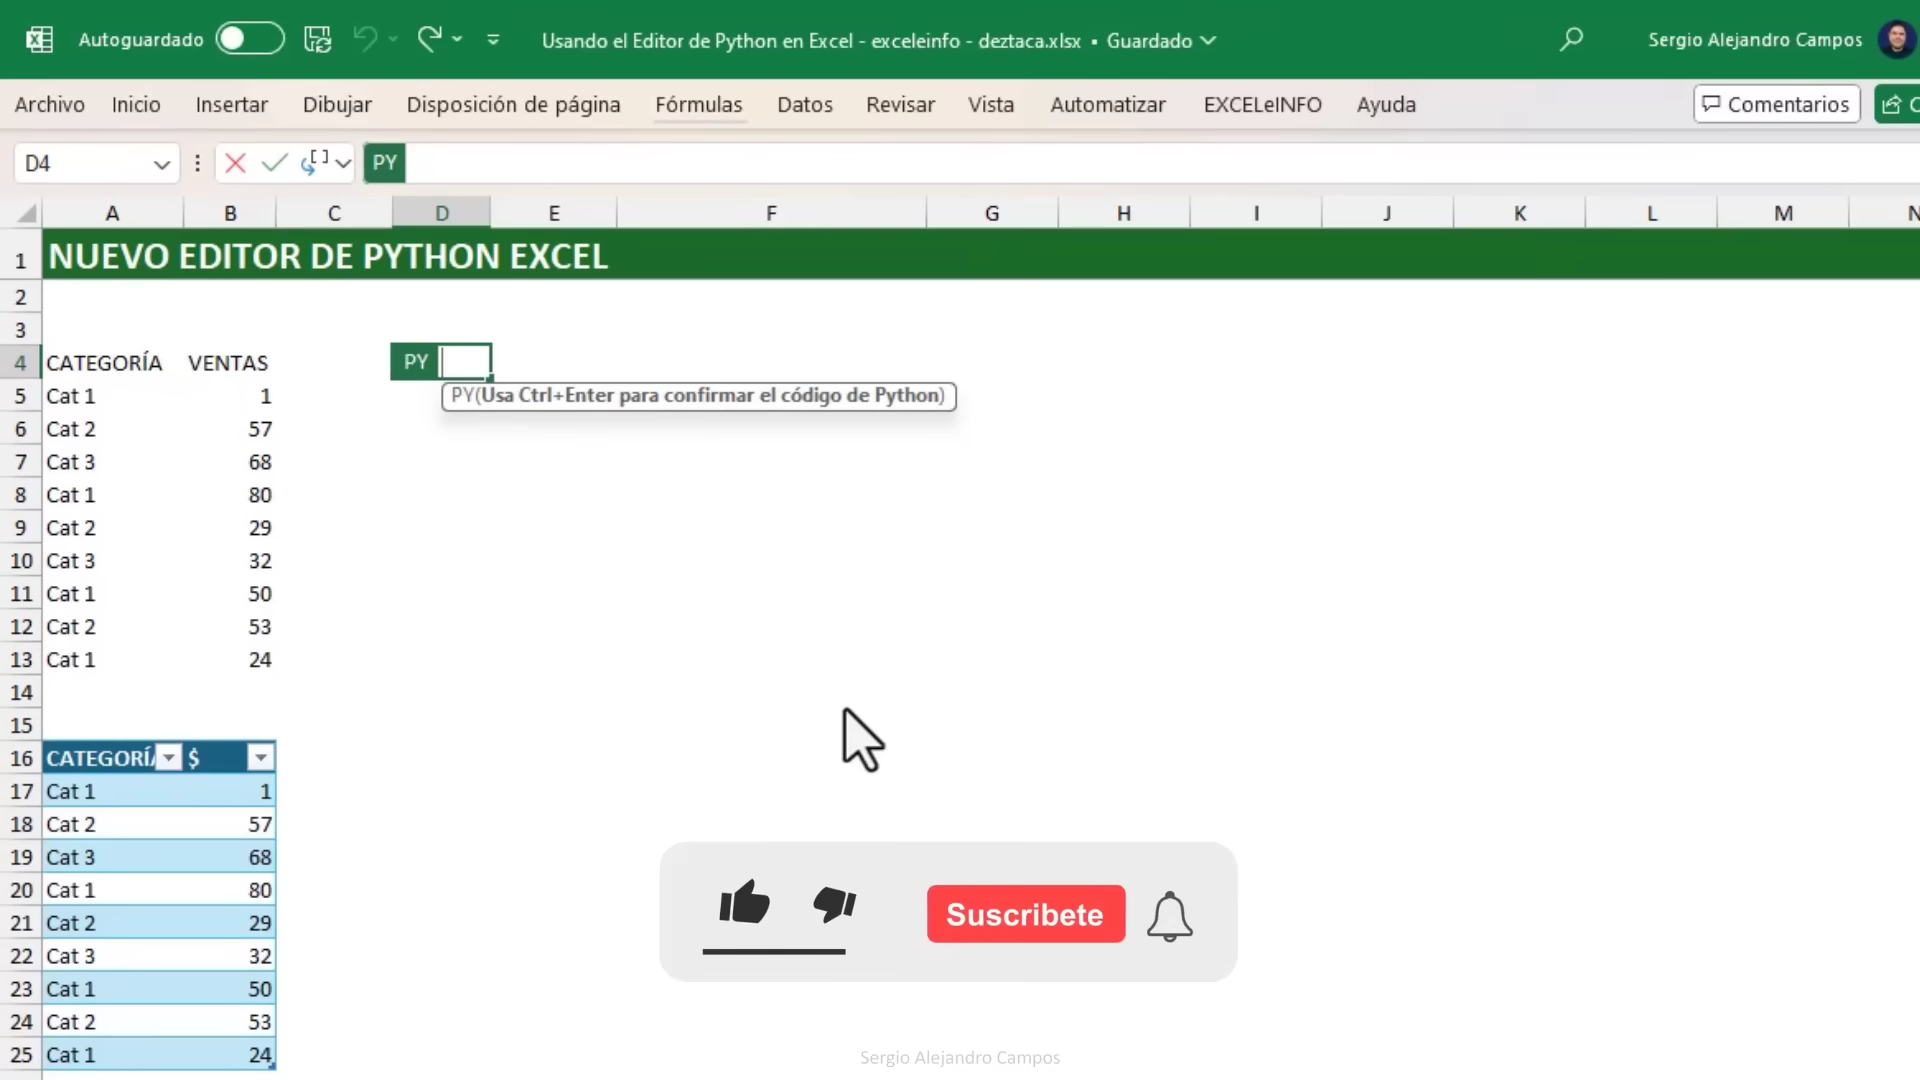 Autoguardado Usando el Editor de Python en Excel - exceleinfo - deztaca.xlsx • Guardado Sergio Alejandro Campos
Archivo Inicio Insertar Dibujar Disposición de página Fórmulas Datos Revisar Vista Automatizar EXCELeINFO Ayuda Comentarios
D4 PY
A B C D E F G H I J K L M N
1 NUEVO EDITOR DE PYTHON EXCEL
2
3
4 CATEGORÍA VENTAS PY
PY(Usa Ctrl+Enter para confirmar el código de Python)
5 Cat 1 1
6 Cat 2 57
7 Cat 3 68
8 Cat 1 80
9 Cat 2 29
10 Cat 3 32
11 Cat 1 50
12 Cat 2 53
13 Cat 1 24
14
15
16 CATEGORÍA $
17 Cat 1 1
18 Cat 2 57
19 Cat 3 68
20 Cat 1 80
21 Cat 2 29
22 Cat 3 32
23 Cat 1 50
24 Cat 2 53
25 Cat 1 24
Suscribete
Sergio Alejandro Campos